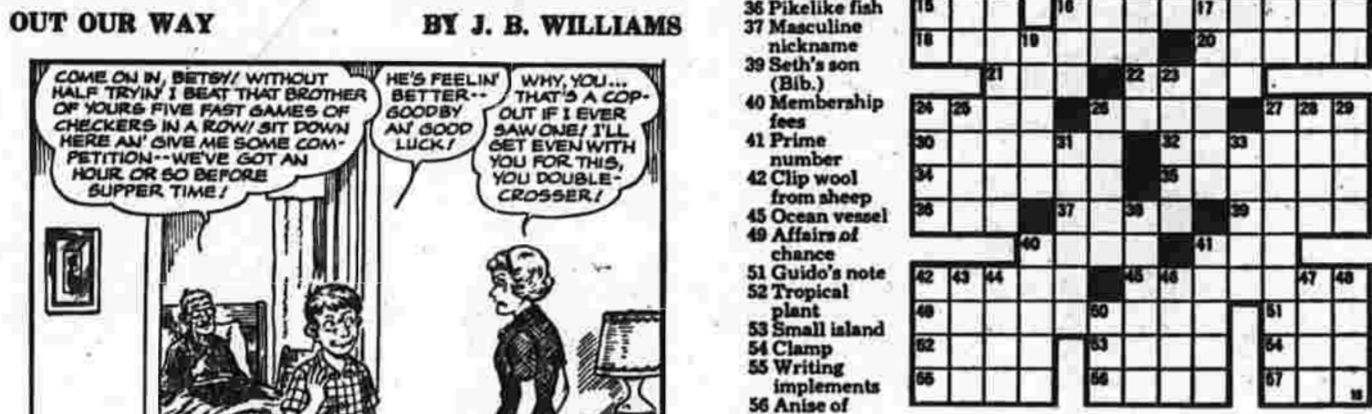 OUT OUR WAY BY J. B. WILLIAMS
COME ON IN, BETSY! WITHOUT
HALF TRYIN' I BEAT THAT BROTHER
OF YOURS FIVE FAST GAMES OF
CHECKERS IN A ROW! SIT DOWN
HERE AN' GIVE ME SOME COM-
PETITION--WE'VE GOT AN
HOUR OR SO BEFORE
SUPPER TIME!
HE'S FEELIN'
BETTER--
GOODBY
AN' GOOD
LUCK!
WHY, YOU...
THAT'S A COP-
OUT IF I EVER
SAW ONE! I'LL
GET EVEN WITH
YOU FOR THIS,
YOU DOUBLE-
CROSSER!
36 Pikelike fish
37 Masculine
nickname
39 Seth's son
(Bib.)
40 Membership
fees
41 Prime
number
42 Clip wool
from sheep
45 Ocean vessel
49 Affairs of
chance
51 Guido's note
52 Tropical
plant
53 Small island
54 Clamp
55 Writing
implements
56 Anise of
15 16 17
18 19 20
21 22 23
24 25 26 27 28 29
30 31 32 33
34 35
36 37 38 39
40 41
42 43 44 45 46 47 48
49 50 51
52 53 54
55 56 57